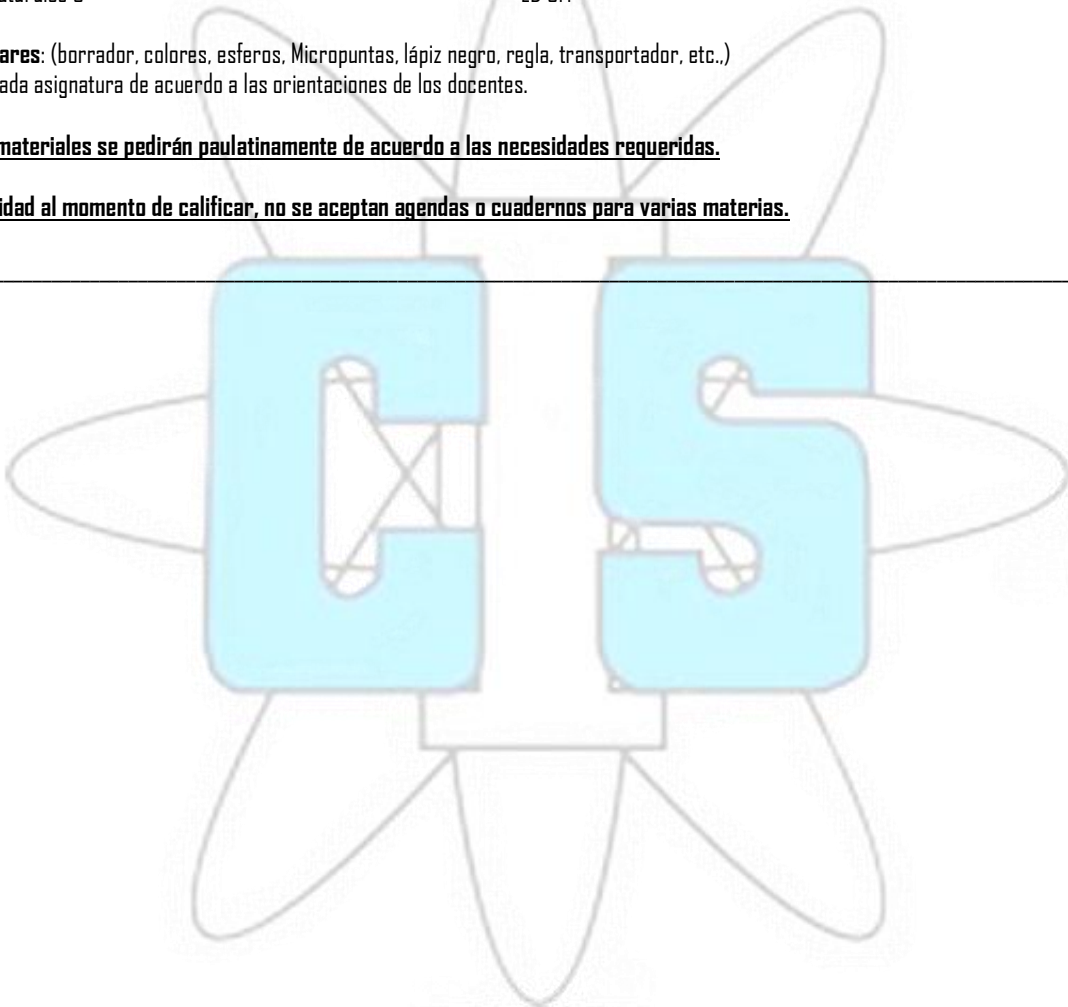 ares: (borrador, colores, esferos, Micropuntas, lápiz negro, regla, transportador, etc.,)
ada asignatura de acuerdo a las orientaciones de los docentes.
materiales se pedirán paulatinamente de acuerdo a las necesidades requeridas.
idad al momento de calificar, no se aceptan agendas o cuadernos para varias materias.
CIS